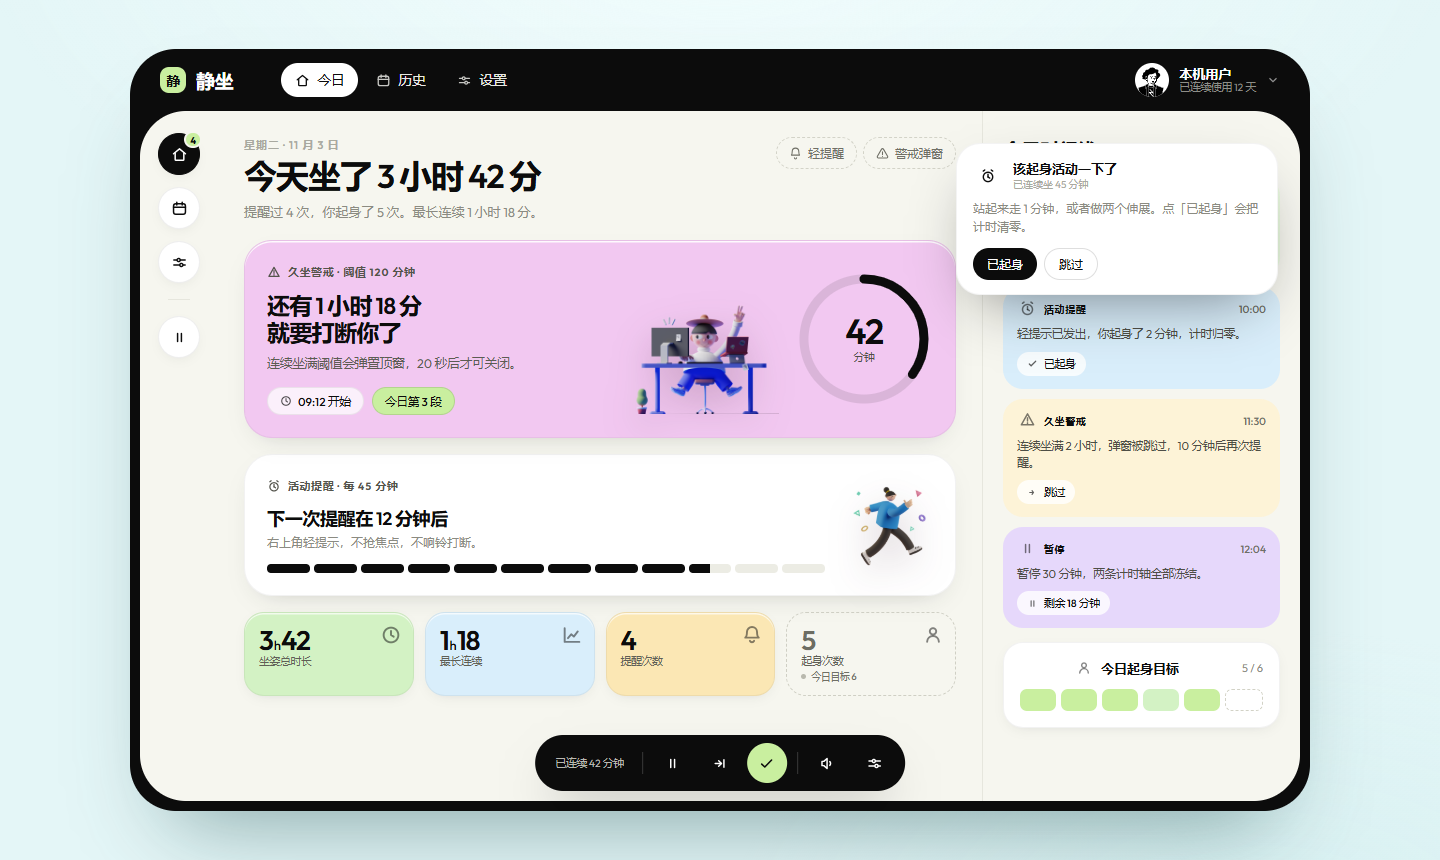 静 静坐
今日
历史
设置
本机用户
已连续使用 12 天
4
星期二 · 11 月 3 日
今天坐了 3 小时 42 分
提醒过 4 次，你起身了 5 次。最长连续 1 小时 18 分。
轻提醒
警戒弹窗
久坐警戒 · 阈值 120 分钟
还有 1 小时 18 分
就要打断你了
连续坐满阈值会弹置顶窗，20 秒后才可关闭。
09:12 开始
今日第 3 段
42
分钟
活动提醒 · 每 45 分钟
下一次提醒在 12 分钟后
右上角轻提示，不抢焦点，不响铃打断。
3h42
坐姿总时长
1h18
最长连续
4
提醒次数
5
起身次数
今日目标 6
已连续 42 分钟
该起身活动一下了
已连续坐 45 分钟
站起来走 1 分钟，或者做两个伸展。点「已起身」会把
计时清零。
已起身
跳过
活动提醒
10:00
轻提示已发出，你起身了 2 分钟，计时归零。
已起身
久坐警戒
11:30
连续坐满 2 小时，弹窗被跳过，10 分钟后再次提
醒。
跳过
暂停
12:04
暂停 30 分钟，两条计时轴全部冻结。
剩余 18 分钟
今日起身目标
5 / 6